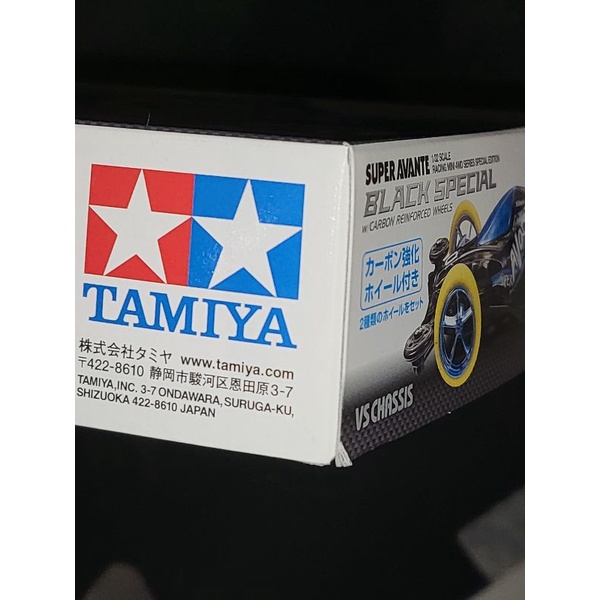 TAMIYA
株式会社タミヤ www.tamiya.com
〒422-8610 静岡市駿河区恩田原3-7
TAMIYA,INC. 3-7 ONDAWARA, SURUGA-KU,
SHIZUOKA 422-8610 JAPAN
SUPER AVANTE
1/32 SCALE
RACING MINI 4WD SERIES SPECIAL EDITION
BLACK SPECIAL
w/ CARBON REINFORCED WHEELS
カーボン強化
ホイール付き
2種類のホイールをセット
VS CHASSIS